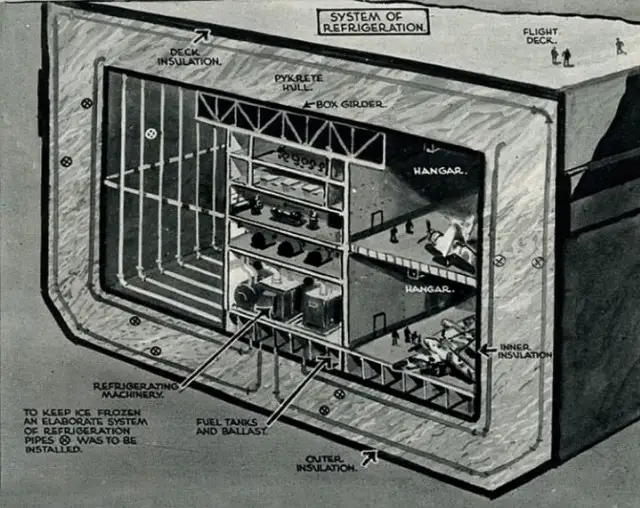 SYSTEM OF
REFRIGERATION.
FLIGHT
DECK.
DECK
INSULATION.
PYKRETE
HULL.
BOX GIRDER
HANGAR.
HANGAR.
INNER
INSULATION
REFRIGERATING
MACHINERY.
TO KEEP ICE FROZEN
AN ELABORATE SYSTEM
OF REFRIGERATION
PIPES ⊗ WAS TO BE
INSTALLED.
FUEL TANKS
AND BALLAST.
OUTER
INSULATION.